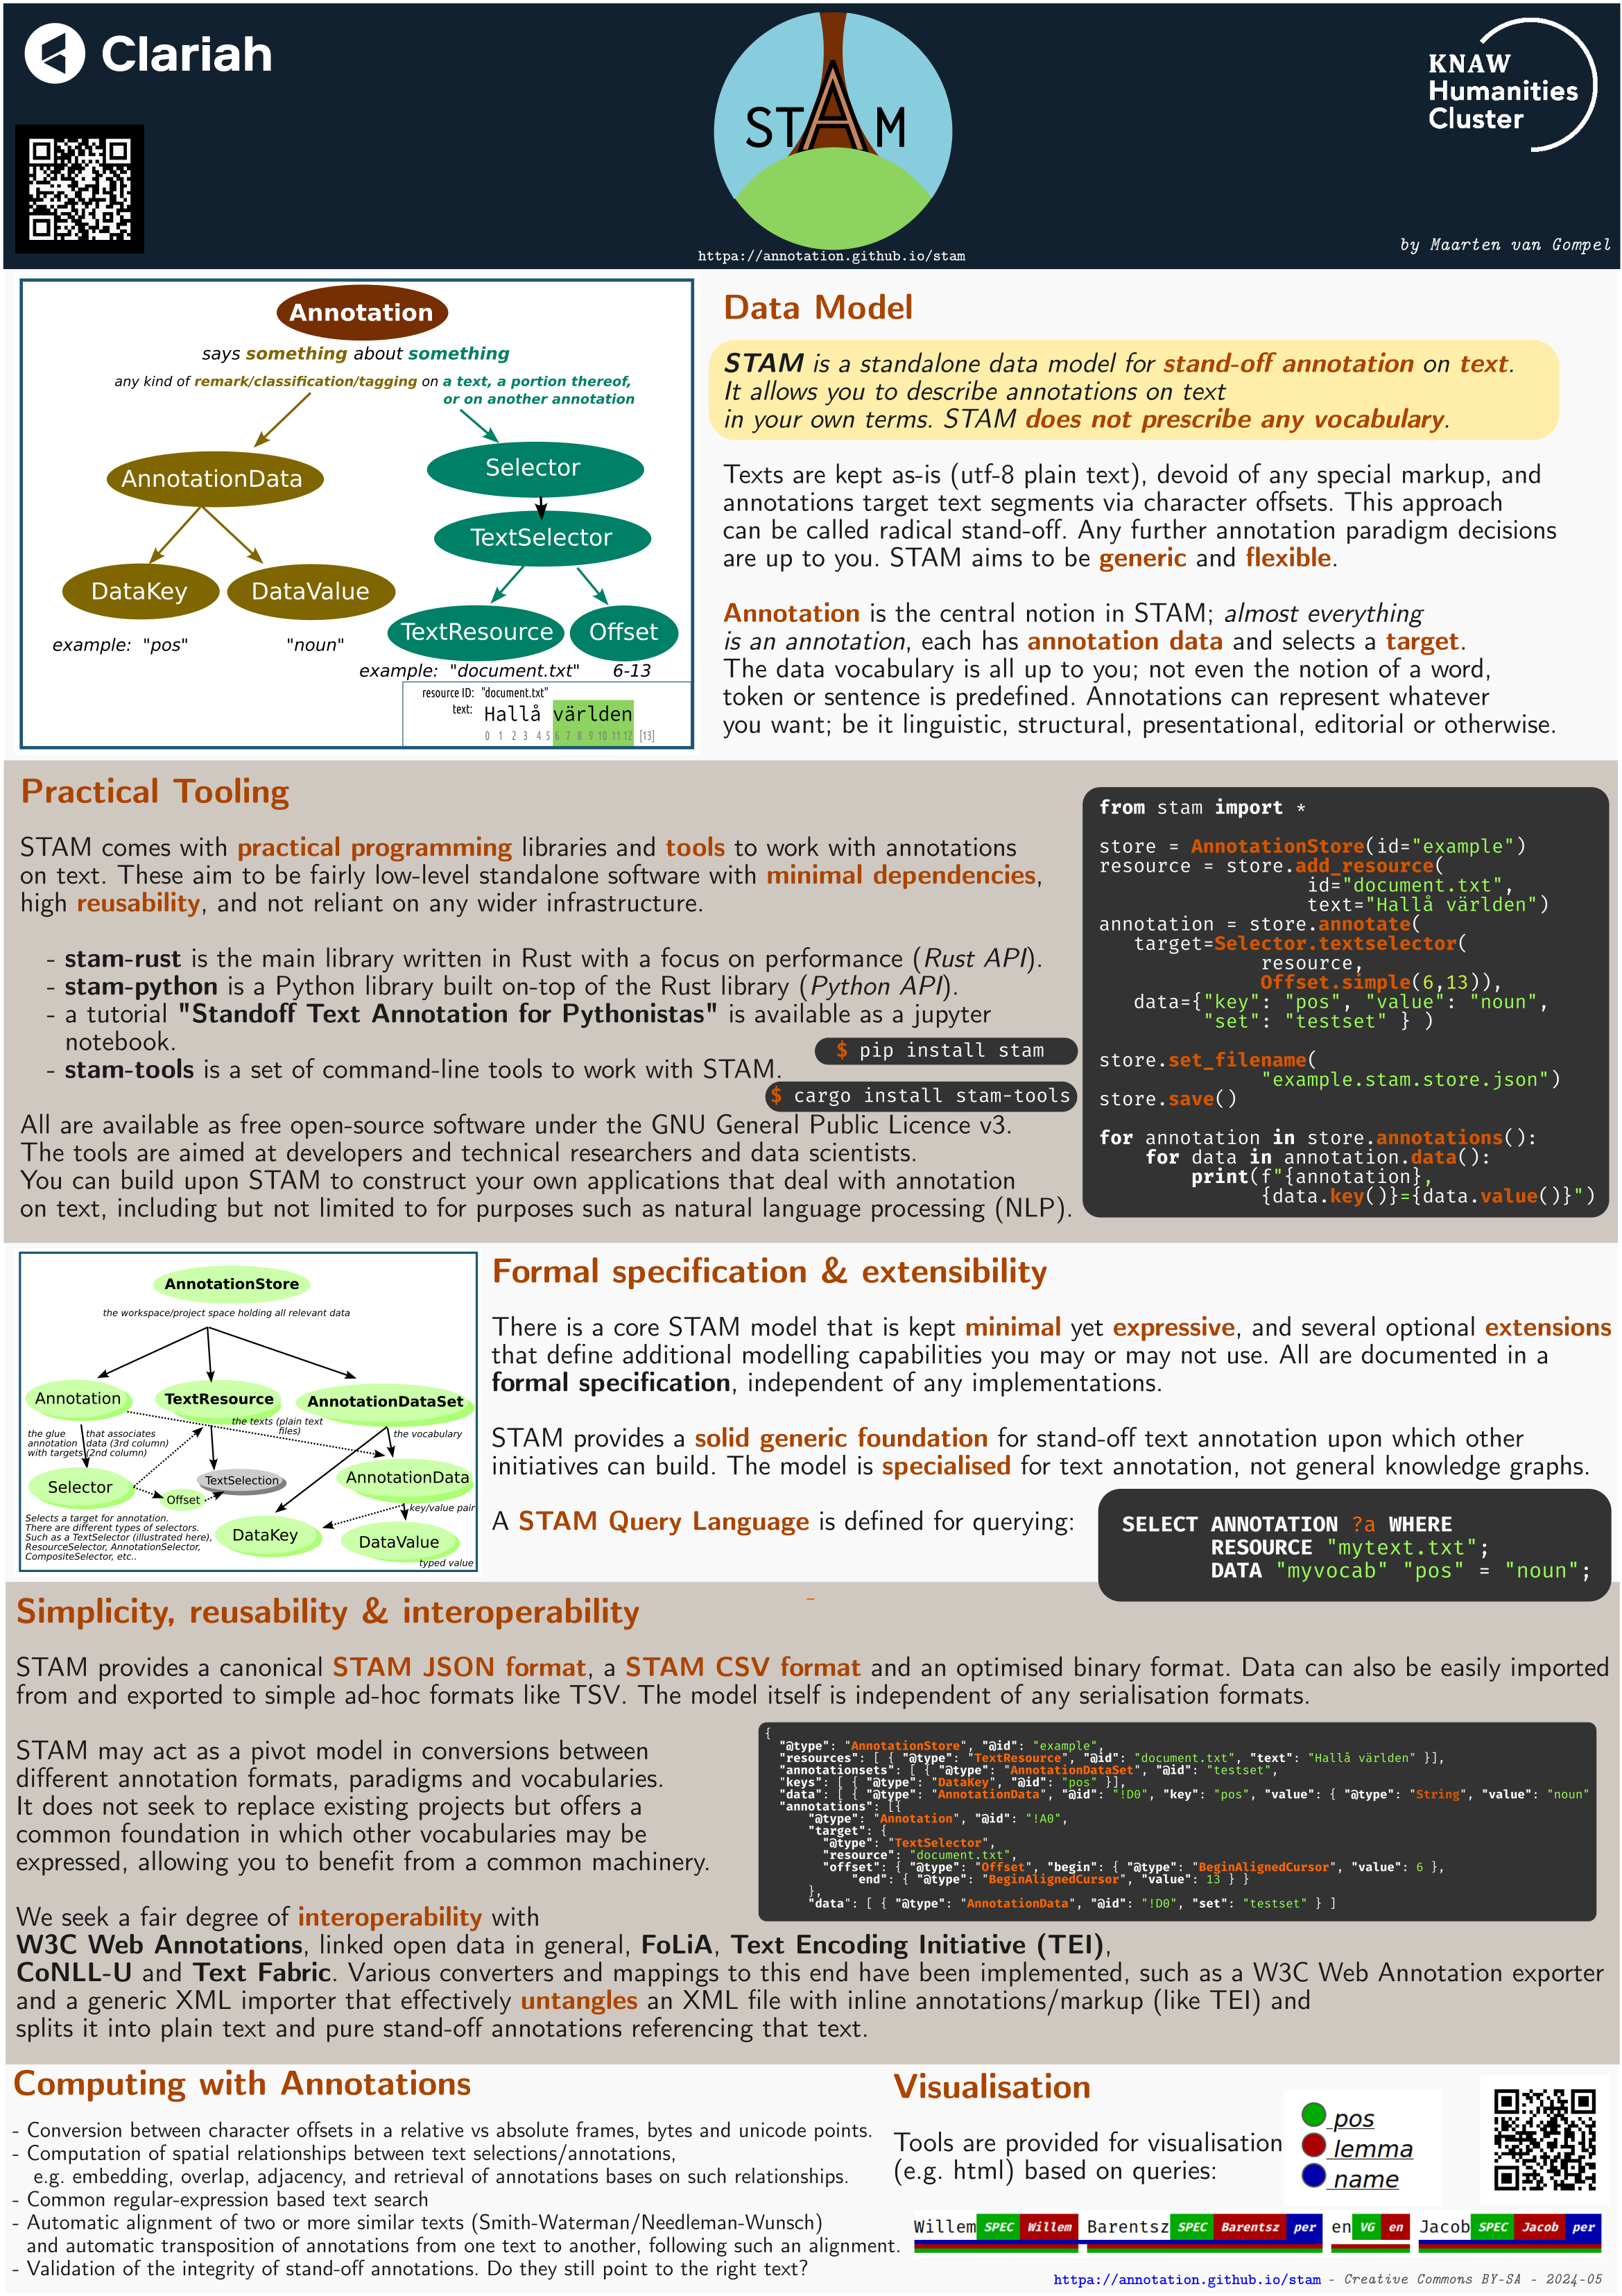 Clariah
STAM
KNAW
Humanities
Cluster
https://annotation.github.io/stam
by Maarten van Gompel
Annotation
says something about something
any kind of remark/classification/tagging on a text, a portion thereof,
or on another annotation
AnnotationData
Selector
TextSelector
DataKey
DataValue
TextResource
Offset
example: "pos"
"noun"
example: "document.txt"
6-13
resource ID: "document.txt"
text: Hallå världen
0 1 2 3 4 5 6 7 8 9 10 11 12 [13]
Data Model
STAM is a standalone data model for stand-off annotation on text.
It allows you to describe annotations on text
in your own terms. STAM does not prescribe any vocabulary.
Texts are kept as-is (utf-8 plain text), devoid of any special markup, and
annotations target text segments via character offsets. This approach
can be called radical stand-off. Any further annotation paradigm decisions
are up to you. STAM aims to be generic and flexible.
Annotation is the central notion in STAM; almost everything
is an annotation, each has annotation data and selects a target.
The data vocabulary is all up to you; not even the notion of a word,
token or sentence is predefined. Annotations can represent whatever
you want; be it linguistic, structural, presentational, editorial or otherwise.
Practical Tooling
STAM comes with practical programming libraries and tools to work with annotations
on text. These aim to be fairly low-level standalone software with minimal dependencies,
high reusability, and not reliant on any wider infrastructure.
- stam-rust is the main library written in Rust with a focus on performance (Rust API).
- stam-python is a Python library built on-top of the Rust library (Python API).
- a tutorial "Standoff Text Annotation for Pythonistas" is available as a jupyter
notebook.
$ pip install stam
- stam-tools is a set of command-line tools to work with STAM.
$ cargo install stam-tools
All are available as free open-source software under the GNU General Public Licence v3.
The tools are aimed at developers and technical researchers and data scientists.
You can build upon STAM to construct your own applications that deal with annotation
on text, including but not limited to for purposes such as natural language processing (NLP).
from stam import *
store = AnnotationStore(id="example")
resource = store.add_resource(
id="document.txt",
text="Hallå världen")
annotation = store.annotate(
target=Selector.textselector(
resource,
Offset.simple(6,13)),
data={"key": "pos", "value": "noun",
"set": "testset" } )
store.set_filename(
"example.stam.store.json")
store.save()
for annotation in store.annotations():
for data in annotation.data():
print(f"{annotation},
{data.key()}={data.value()}")
AnnotationStore
the workspace/project space holding all relevant data
Annotation
TextResource
AnnotationDataSet
the texts (plain text
files)
the vocabulary
the glue that associates
annotation data (3rd column)
with targets (2nd column)
Selector
Offset
TextSelection
AnnotationData
key/value pair
Selects a target for annotation.
There are different types of selectors.
Such as a TextSelector (illustrated here),
ResourceSelector, AnnotationSelector,
CompositeSelector, etc..
DataKey
DataValue
typed value
Formal specification & extensibility
There is a core STAM model that is kept minimal yet expressive, and several optional extensions
that define additional modelling capabilities you may or may not use. All are documented in a
formal specification, independent of any implementations.
STAM provides a solid generic foundation for stand-off text annotation upon which other
initiatives can build. The model is specialised for text annotation, not general knowledge graphs.
A STAM Query Language is defined for querying:
SELECT ANNOTATION ?a WHERE
RESOURCE "mytext.txt";
DATA "myvocab" "pos" = "noun";
Simplicity, reusability & interoperability
STAM provides a canonical STAM JSON format, a STAM CSV format and an optimised binary format. Data can also be easily imported
from and exported to simple ad-hoc formats like TSV. The model itself is independent of any serialisation formats.
STAM may act as a pivot model in conversions between
different annotation formats, paradigms and vocabularies.
It does not seek to replace existing projects but offers a
common foundation in which other vocabularies may be
expressed, allowing you to benefit from a common machinery.
{
"@type": "AnnotationStore", "@id": "example",
"resources": [ { "@type": "TextResource", "@id": "document.txt", "text": "Hallå världen" }],
"annotationsets": [ { "@type": "AnnotationDataSet", "@id": "testset",
"keys": [ { "@type": "DataKey", "@id": "pos" }],
"data": [ { "@type": "AnnotationData", "@id": "!D0", "key": "pos", "value": { "@type": "String", "value": "noun"
"annotations": [{
"@type": "Annotation", "@id": "!A0",
"target": {
"@type": "TextSelector",
"resource": "document.txt",
"offset": { "@type": "Offset", "begin": { "@type": "BeginAlignedCursor", "value": 6 },
"end": { "@type": "BeginAlignedCursor", "value": 13 } }
},
"data": [ { "@type": "AnnotationData", "@id": "!D0", "set": "testset" } ]
We seek a fair degree of interoperability with
W3C Web Annotations, linked open data in general, FoLiA, Text Encoding Initiative (TEI),
CoNLL-U and Text Fabric. Various converters and mappings to this end have been implemented, such as a W3C Web Annotation exporter
and a generic XML importer that effectively untangles an XML file with inline annotations/markup (like TEI) and
splits it into plain text and pure stand-off annotations referencing that text.
Computing with Annotations
- Conversion between character offsets in a relative vs absolute frames, bytes and unicode points.
- Computation of spatial relationships between text selections/annotations,
e.g. embedding, overlap, adjacency, and retrieval of annotations bases on such relationships.
- Common regular-expression based text search
- Automatic alignment of two or more similar texts (Smith-Waterman/Needleman-Wunsch)
and automatic transposition of annotations from one text to another, following such an alignment.
- Validation of the integrity of stand-off annotations. Do they still point to the right text?
Visualisation
Tools are provided for visualisation
(e.g. html) based on queries:
pos
lemma
name
Willem SPEC Willem Barentsz SPEC Barentsz per en VG en Jacob SPEC Jacob per
https://annotation.github.io/stam - Creative Commons BY-SA - 2024-05